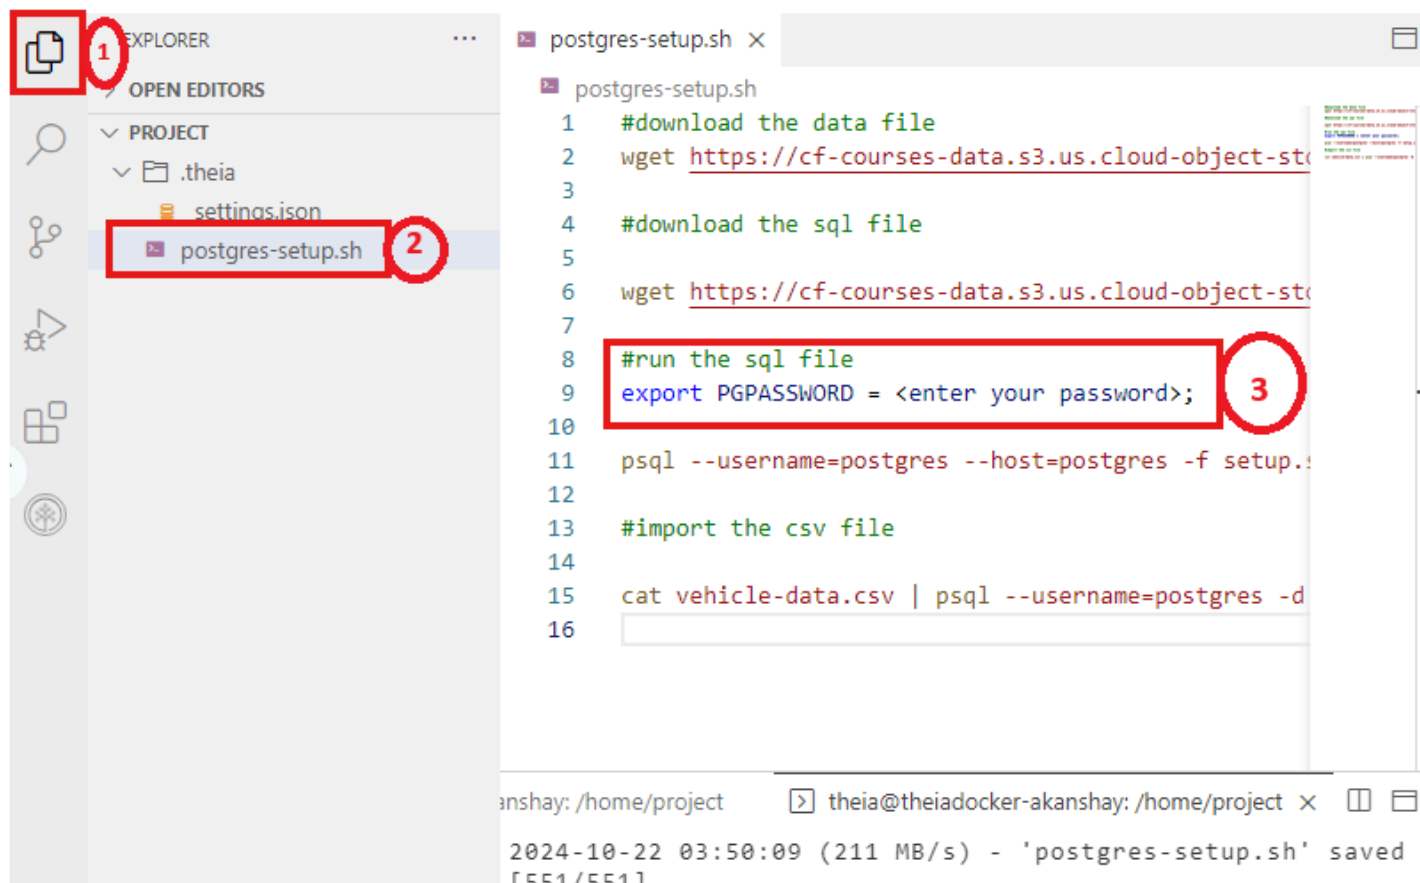 1
EXPLORER
OPEN EDITORS
PROJECT
.theia
settings.json
postgres-setup.sh
2
postgres-setup.sh
postgres-setup.sh
1 #download the data file
2 wget https://cf-courses-data.s3.us.cloud-object-sto
3
4 #download the sql file
5
6 wget https://cf-courses-data.s3.us.cloud-object-sto
7
8 #run the sql file
9 export PGPASSWORD = <enter your password>;
3
10
11 psql --username=postgres --host=postgres -f setup.s
12
13 #import the csv file
14
15 cat vehicle-data.csv | psql --username=postgres -d
16
anshay: /home/project
theia@theiadocker-akanshay: /home/project
2024-10-22 03:50:09 (211 MB/s) - 'postgres-setup.sh' saved
[551/551]